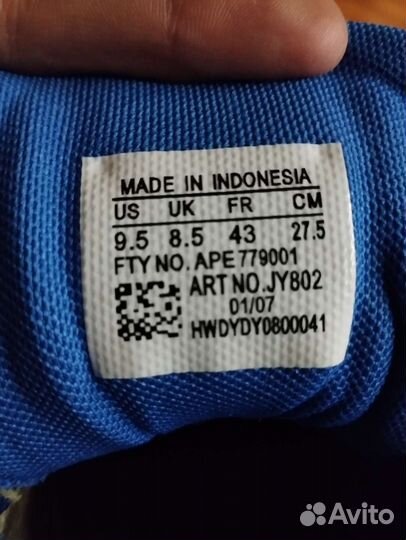 MADE IN INDONESIA
US UK FR CM
9.5 8.5 43 27.5
FTY NO. APE 779001
ART NO. JY802
01/07
HWDYDY0800041
Avito